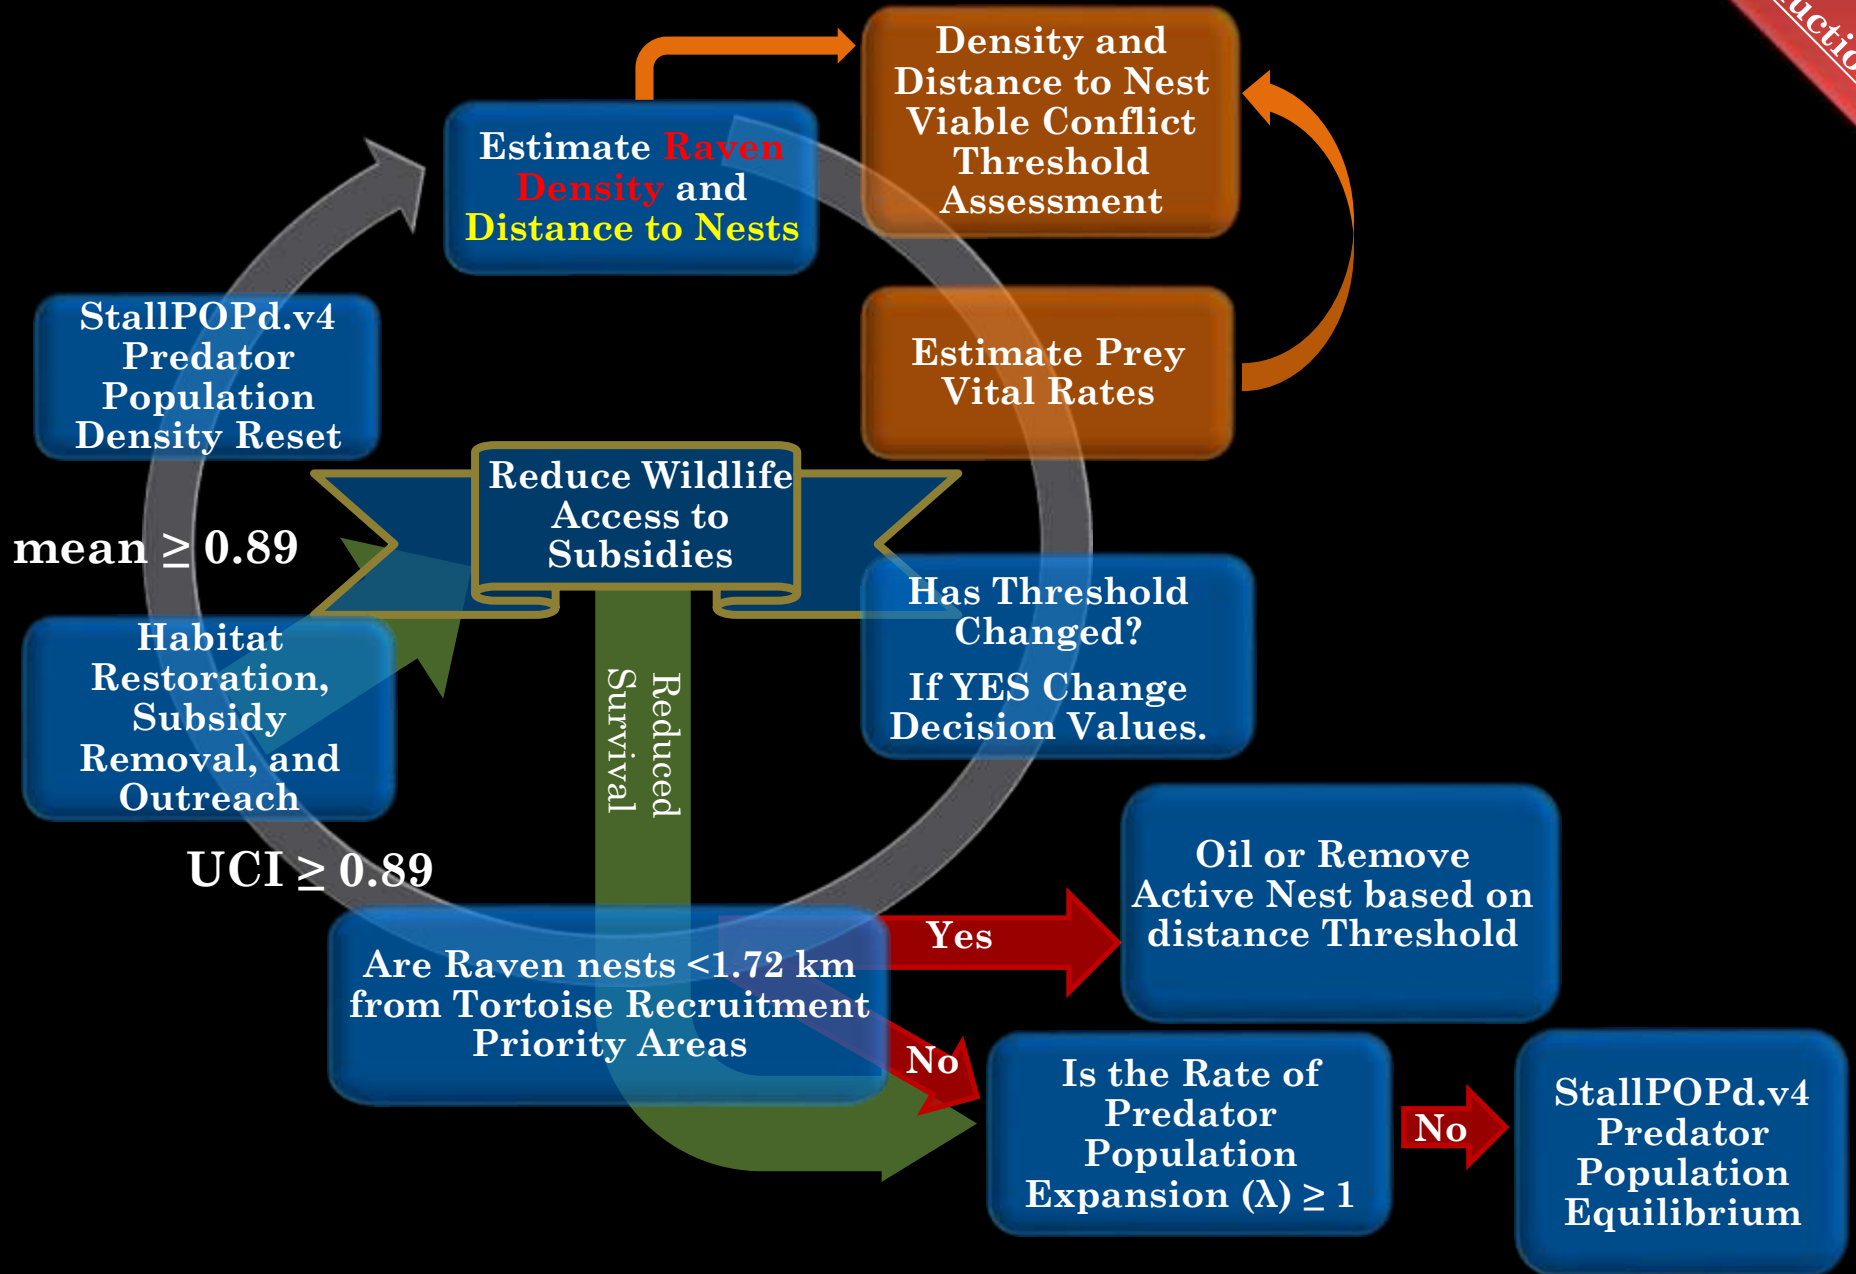 Density and
Distance to Nest
Viable Conflict
Threshold
Assessment
Estimate Raven
Density and
Distance to Nests
StallPOPd.v4
Predator
Population
Density Reset
Estimate Prey
Vital Rates
Reduce Wildlife
Access to
Subsidies
mean ≥ 0.89
Has Threshold
Changed?
If YES Change
Decision Values.
Habitat
Restoration,
Subsidy
Removal, and
Outreach
Reduced
Survival
UCI ≥ 0.89
Oil or Remove
Active Nest based on
distance Threshold
Yes
Are Raven nests <1.72 km
from Tortoise Recruitment
Priority Areas
No
Is the Rate of
Predator
Population
Expansion (λ) ≥ 1
No
StallPOPd.v4
Predator
Population
Equilibrium